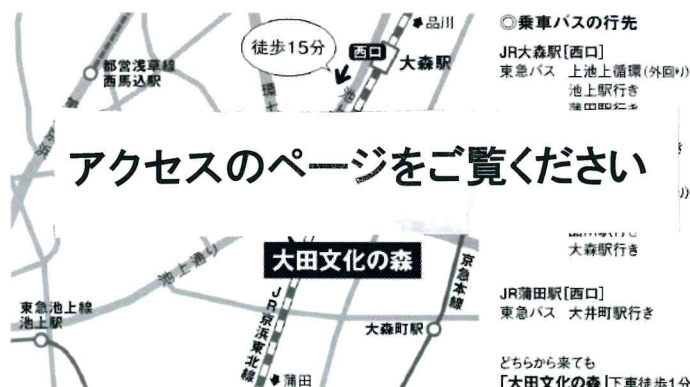 品川
徒歩15分
西口
大森駅
都営浅草線
西馬込駅
環
アクセスのページをご覧ください
池上通り
大田文化の森
東急池上線
池上駅
JR京浜東北線
京急本線
大森町駅
蒲田
◎乗車バスの行先
JR大森駅[西口]
東急バス 上池上循環(外回り)
池上駅行き
蒲田駅行き
大森駅行き
JR蒲田駅[西口]
東急バス 大井町駅行き
どちらから来ても
「大田文化の森」下車徒歩1分